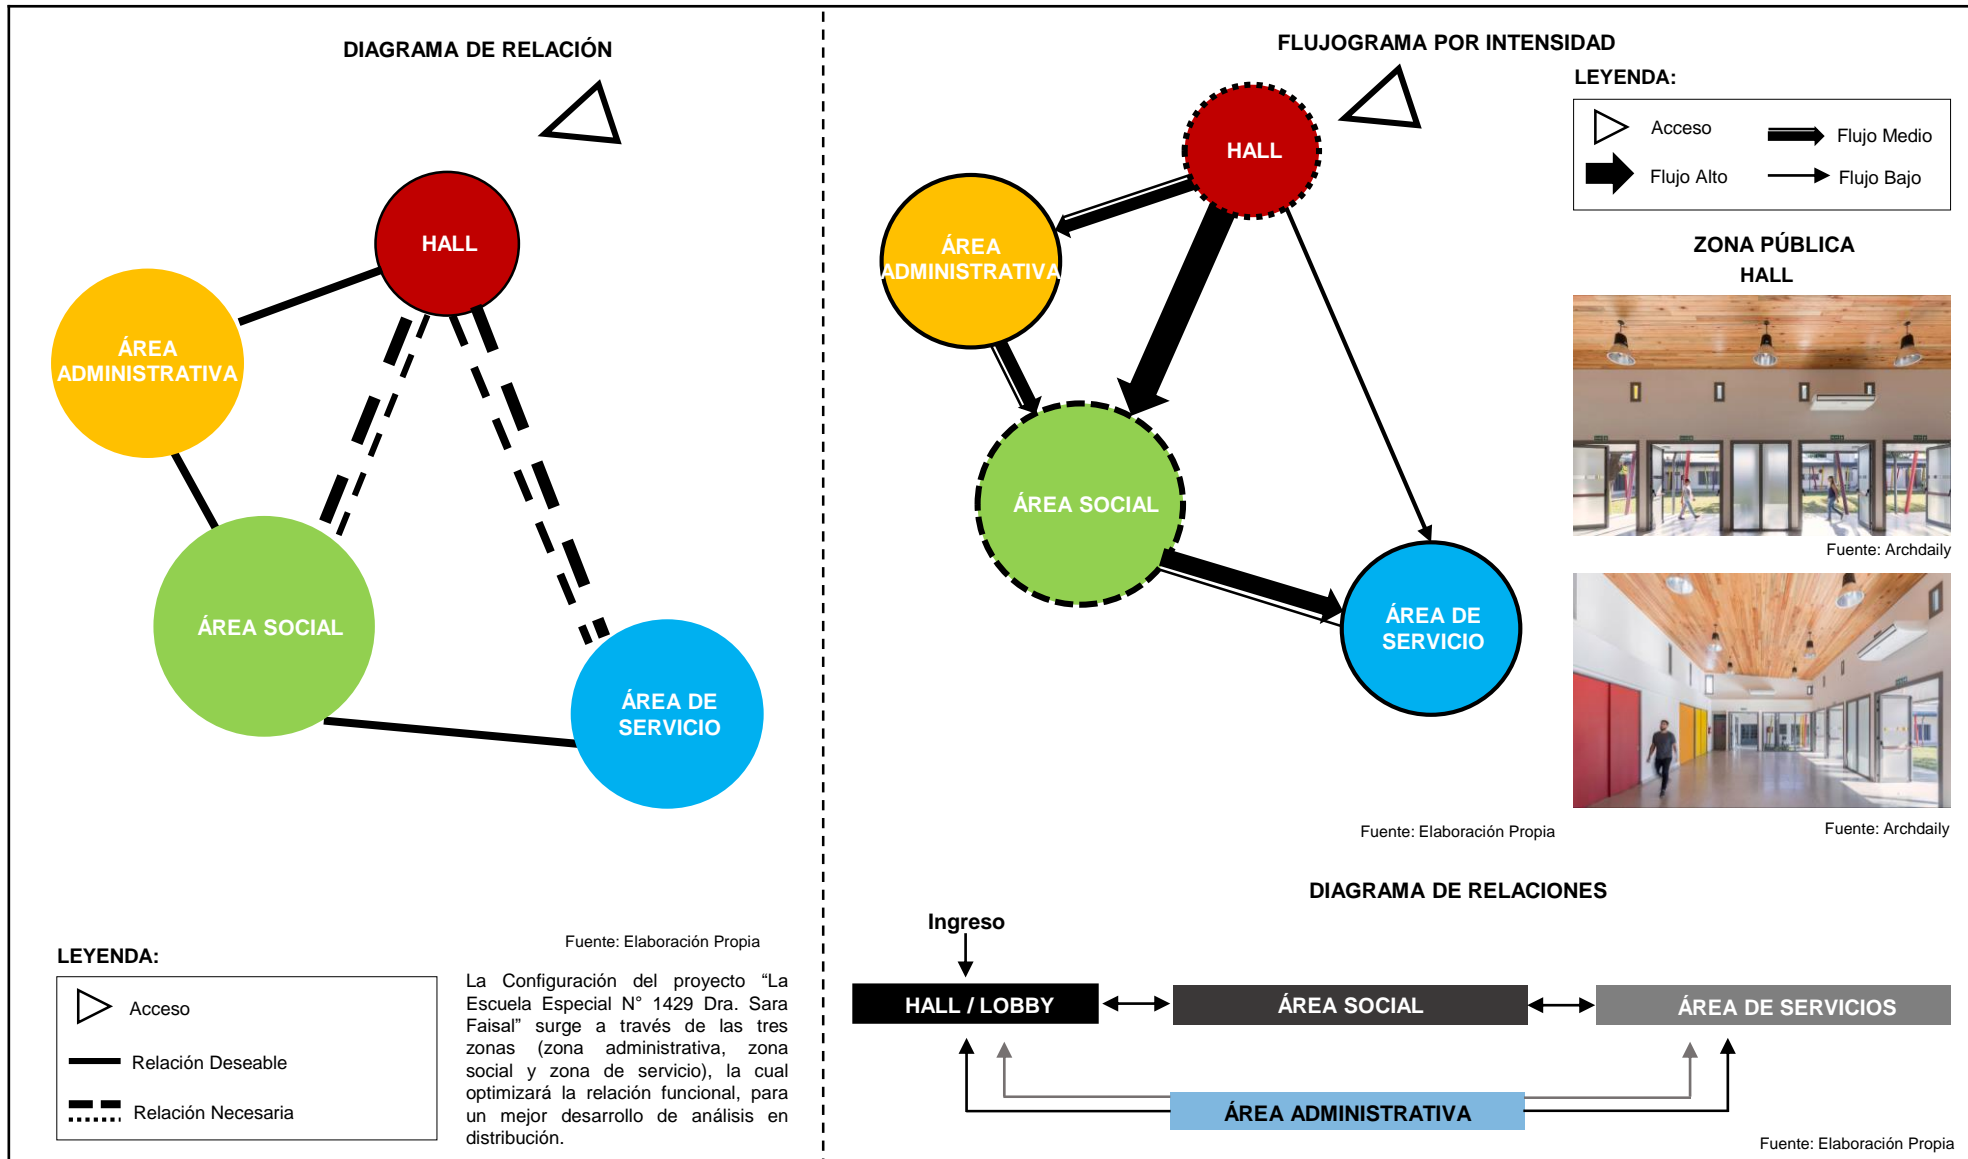 DIAGRAMA DE RELACIÓN
HALL
ÁREA
ADMINISTRATIVA
ÁREA SOCIAL
ÁREA DE
SERVICIO
Fuente: Elaboración Propia
LEYENDA:
Acceso
Relación Deseable
Relación Necesaria
La Configuración del proyecto “La
Escuela Especial N° 1429 Dra. Sara
Faisal” surge a través de las tres
zonas (zona administrativa, zona
social y zona de servicio), la cual
optimizará la relación funcional, para
un mejor desarrollo de análisis en
distribución.
FLUJOGRAMA POR INTENSIDAD
HALL
ÁREA
ADMINISTRATIVA
ÁREA SOCIAL
ÁREA DE
SERVICIO
Fuente: Elaboración Propia
LEYENDA:
Acceso
Flujo Medio
Flujo Alto
Flujo Bajo
ZONA PÚBLICA
HALL
Fuente: Archdaily
Fuente: Archdaily
DIAGRAMA DE RELACIONES
Ingreso
HALL / LOBBY
ÁREA SOCIAL
ÁREA DE SERVICIOS
ÁREA ADMINISTRATIVA
Fuente: Elaboración Propia